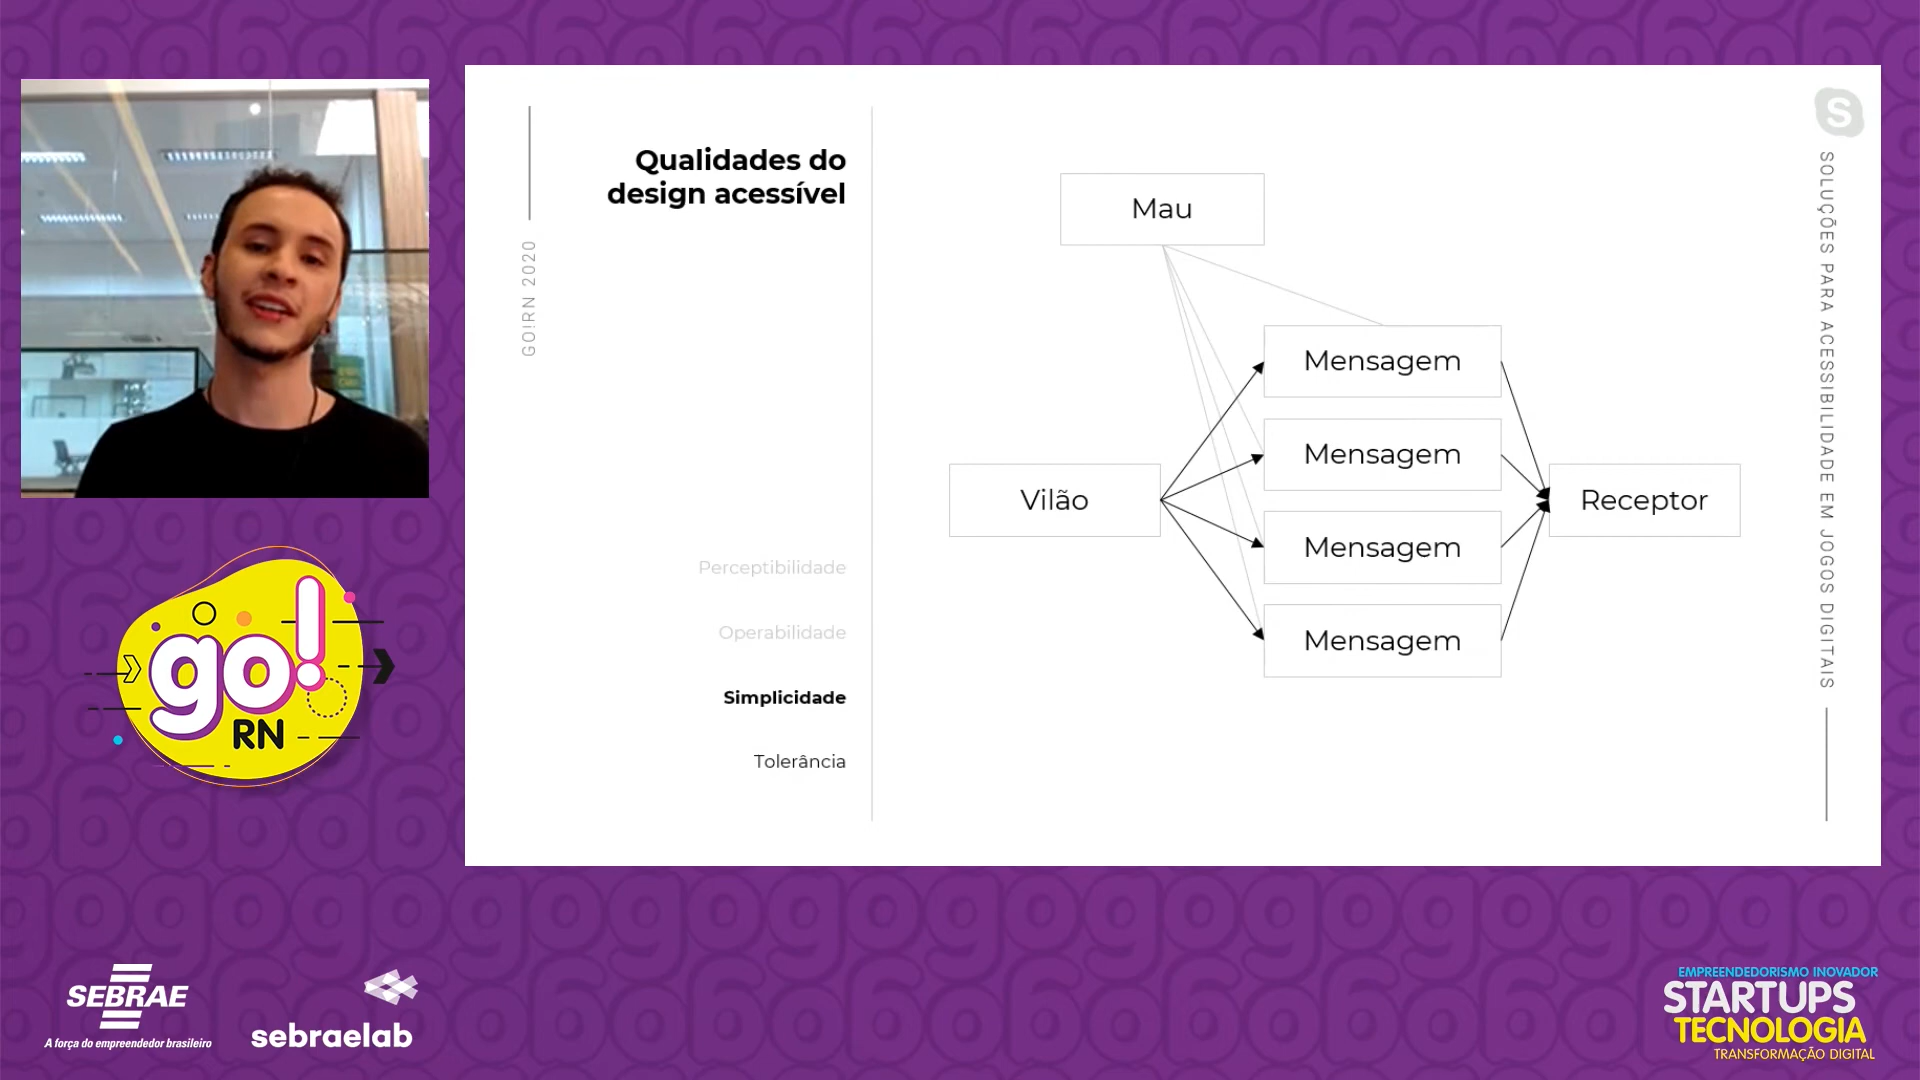 Qualidades do
design acessível
GO!RN 2020
Perceptibilidade
Operabilidade
Simplicidade
Tolerância
Mau
Vilão
Mensagem
Mensagem
Mensagem
Mensagem
Receptor
S
SOLUÇÕES PARA ACESSIBILIDADE EM JOGOS DIGITAIS
go!
RN
SEBRAE
A força do empreendedor brasileiro
sebraelab
EMPREENDEDORISMO INOVADOR
STARTUPS
TECNOLOGIA
TRANSFORMAÇÃO DIGITAL